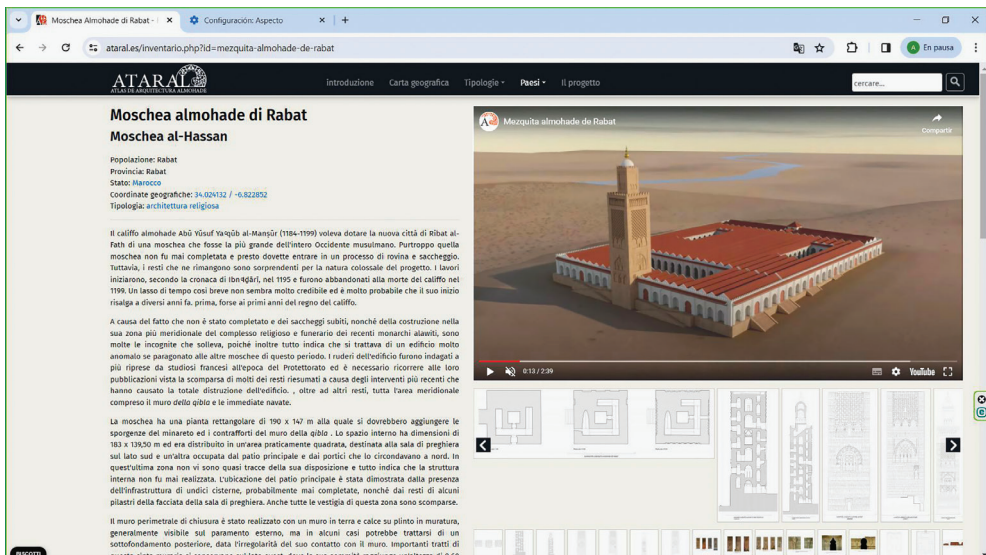 Moschea Almohade di Rabat -
Configuración: Aspecto
ataral.es/inventario.php?id=mezquita-almohade-de-rabat
En pausa
ATARAL
ATLAS DE ARQUITECTURA ALMOHADE
introduzione Carta geografica Tipologie Paesi Il progetto
cercare...
Moschea almohade di Rabat
Moschea al-Hassan
Popolazione: Rabat
Provincia: Rabat
Stato: Marocco
Coordinate geografiche: 34.024132 / -6.822852
Tipologia: architettura religiosa
Il califfo almohade Abū Yūsuf Yaʿqūb al-Manṣūr (1184-1199) voleva dotare la nuova città di Ribat al-
Fath di una moschea che fosse la più grande dell'intero Occidente musulmano. Purtroppo quella
moschea non fu mai completata e presto dovette entrare in un processo di rovina e saccheggio.
Tuttavia, i resti che ne rimangono sono sorprendenti per la natura colossale del progetto. I lavori
iniziarono, secondo la cronaca di Ibn ʿIḏārī, nel 1195 e furono abbandonati alla morte del califfo nel
1199. Un lasso di tempo così breve non sembra molto credibile ed è molto probabile che il suo inizio
risalga a diversi anni fa. prima, forse ai primi anni del regno del califfo.
A causa del fatto che non è stato completato e dei saccheggi subiti, nonché della costruzione nella
sua zona più meridionale del complesso religioso e funerario dei recenti monarchi alawiti, sono
molte le incognite che solleva, poiché inoltre tutto indica che si trattava di un edificio molto
anomalo se paragonato alle altre moschee di questo periodo. I ruderi dell'edificio furono indagati a
più riprese da studiosi francesi all'epoca del Protettorato ed è necessario ricorrere alle loro
pubblicazioni vista la scomparsa di molti dei resti riesumati a causa degli interventi più recenti che
hanno causato la totale distruzione dell'edificio. , oltre ad altri resti, tutta l'area meridionale
compreso il muro della qibla e le immediate navate.
La moschea ha una pianta rettangolare di 190 x 147 m alla quale si dovrebbero aggiungere le
sporgenze del minareto ed i contrafforti del muro della qibla . Lo spazio interno ha dimensioni di
183 x 139,50 m ed era distribuito in un'area praticamente quadrata, destinata alla sala di preghiera
sul lato sud e un'altra occupata dal patio principale e dai portici che lo circondavano a nord. In
quest'ultima zona non vi sono quasi tracce della sua disposizione e tutto indica che la struttura
interna non fu mai realizzata. L'ubicazione del patio principale è stata dimostrata dalla presenza
dell'infrastruttura di undici cisterne, probabilmente mai completate, nonché dai resti di alcuni
pilastri della facciata della sala di preghiera. Anche tutte le vestigia di questa zona sono scomparse.
Il muro perimetrale di chiusura è stato realizzato con un muro in terra e calce su plinto in muratura,
generalmente visibile sul paramento esterno, ma in alcuni casi potrebbe trattarsi di un
sottofondamento posteriore, data l'irregolarità del suo contatto con il muro. Importanti tratti di
BISCOTTI
Mezquita almohade de Rabat
Compartir
0:13 / 2:39
YouTube